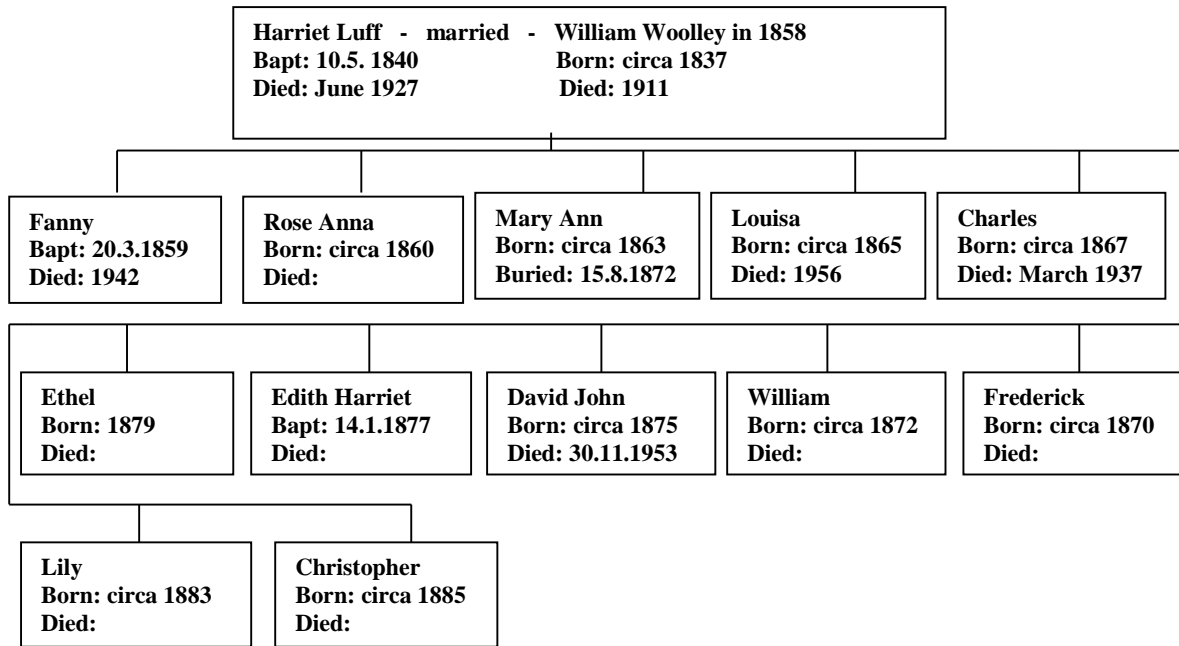 Harriet Luff - married - William Woolley in 1858
Bapt: 10.5. 1840 Born: circa 1837
Died: June 1927 Died: 1911
Fanny
Bapt: 20.3.1859
Died: 1942
Rose Anna
Born: circa 1860
Died:
Mary Ann
Born: circa 1863
Buried: 15.8.1872
Louisa
Born: circa 1865
Died: 1956
Charles
Born: circa 1867
Died: March 1937
Ethel
Born: 1879
Died:
Edith Harriet
Bapt: 14.1.1877
Died:
David John
Born: circa 1875
Died: 30.11.1953
William
Born: circa 1872
Died:
Frederick
Born: circa 1870
Died:
Lily
Born: circa 1883
Died:
Christopher
Born: circa 1885
Died: